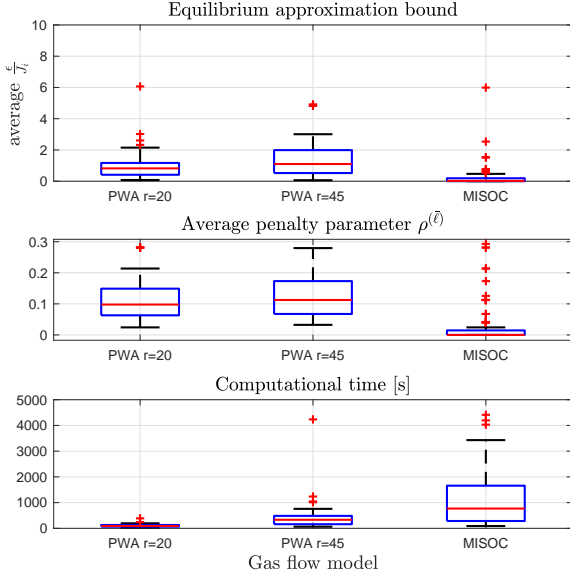 Equilibrium approximation bound
average ϵ/J_i
10
8
6
4
2
0
PWA r=20 PWA r=45 MISOC
Average penalty parameter ρ^(ℓ̄)
0.3
0.2
0.1
0
PWA r=20 PWA r=45 MISOC
Computational time [s]
5000
4000
3000
2000
1000
0
PWA r=20 PWA r=45 MISOC
Gas flow model